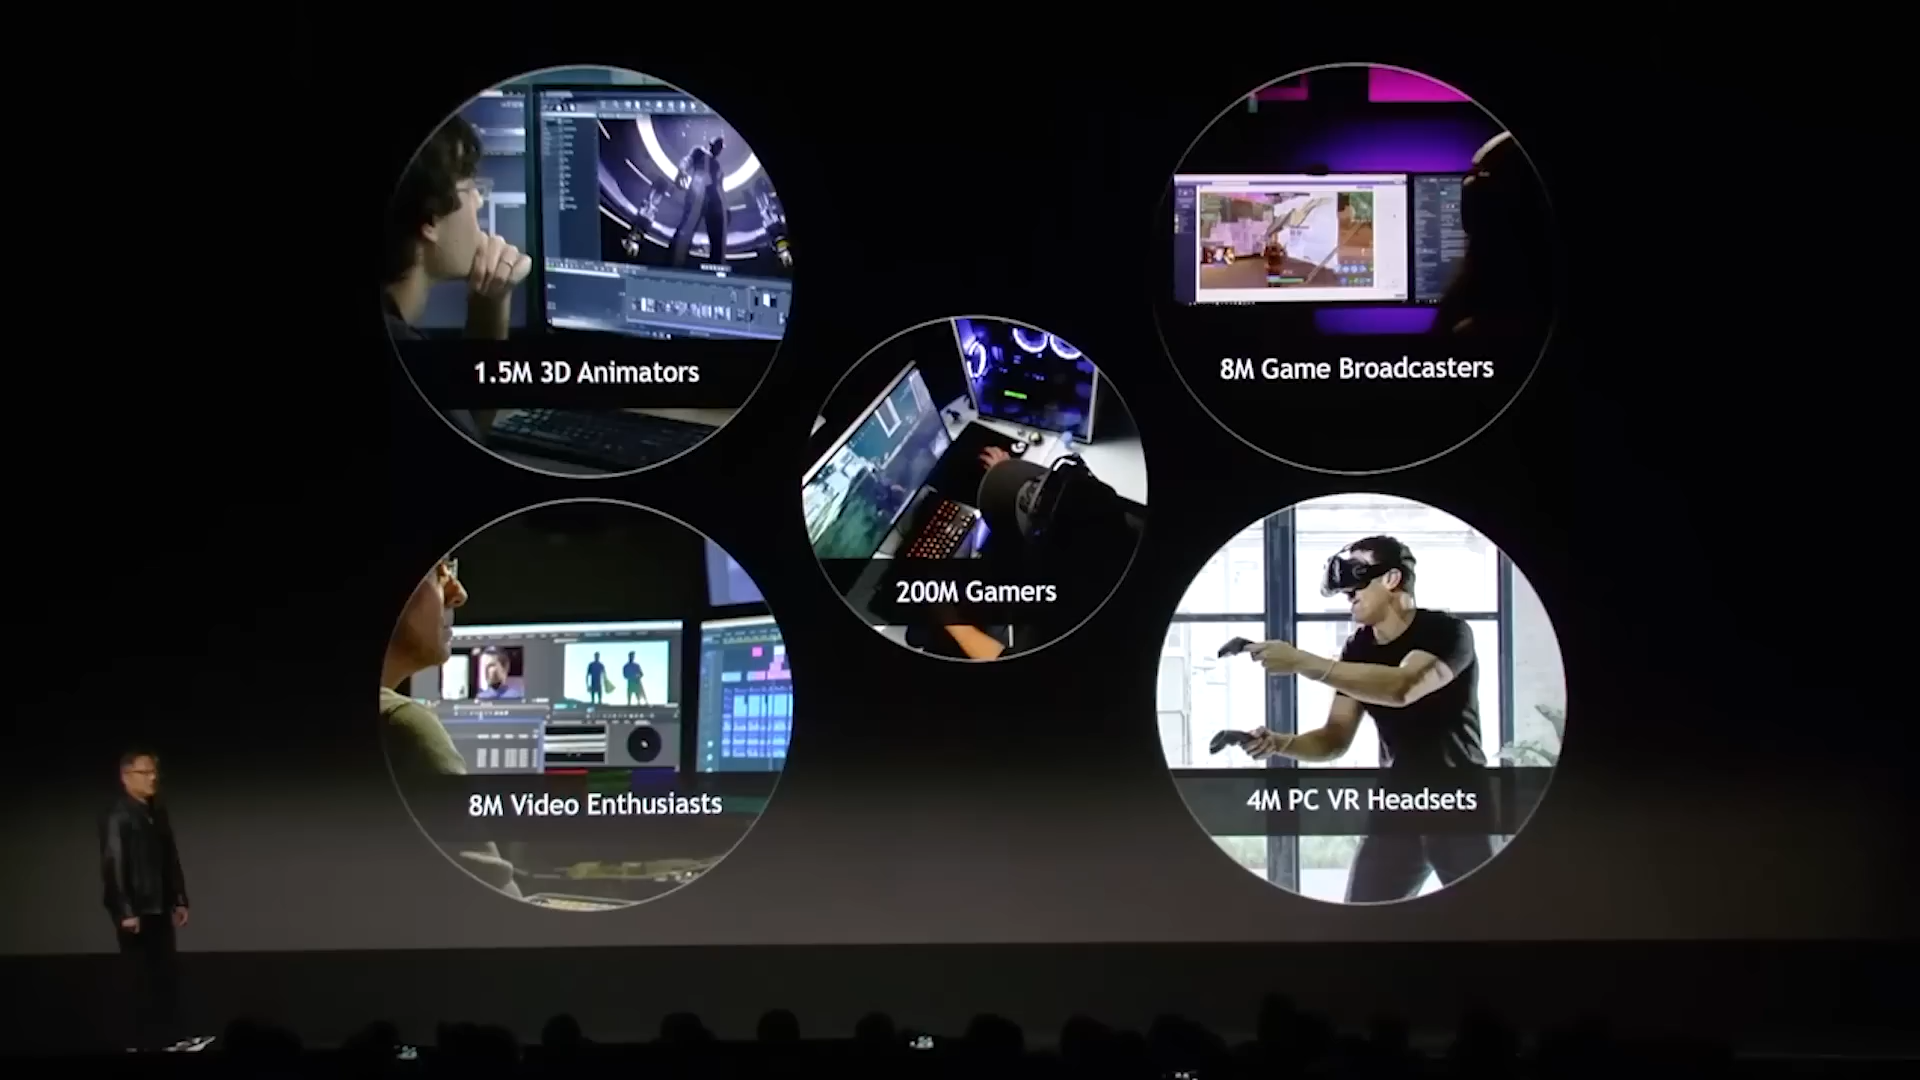 1.5M 3D Animators
8M Game Broadcasters
200M Gamers
8M Video Enthusiasts
4M PC VR Headsets